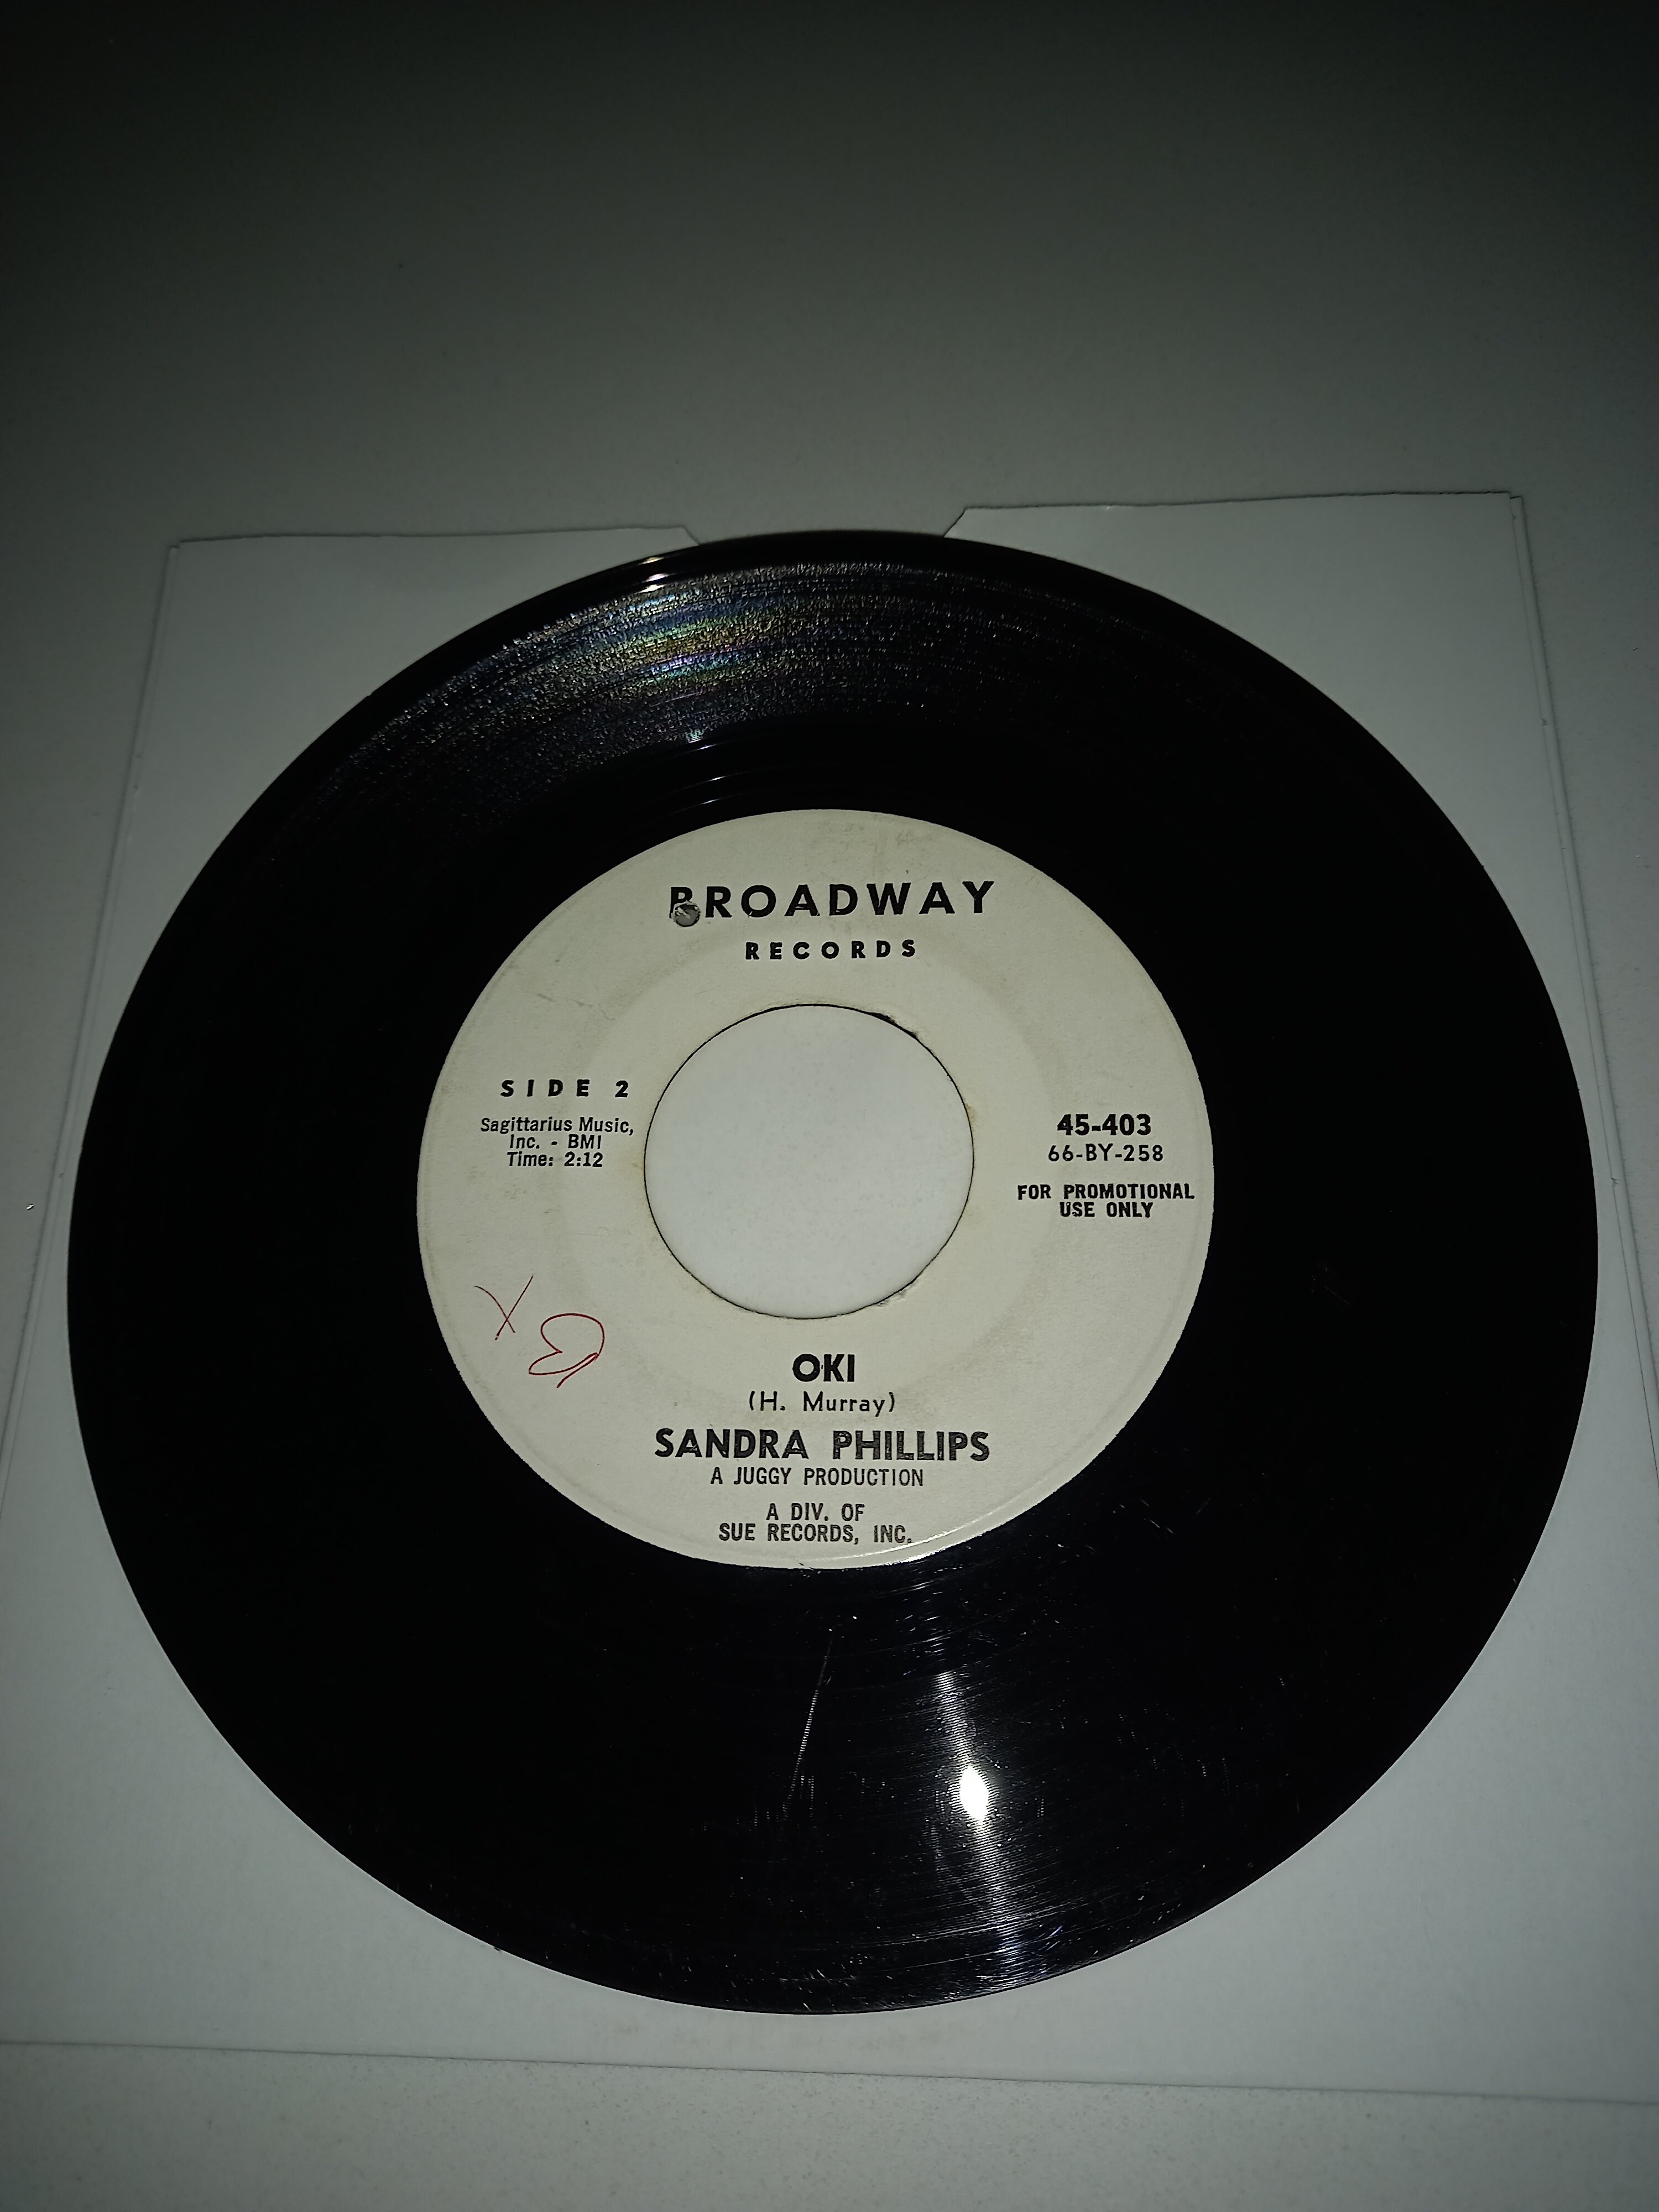 BROADWAY
RECORDS
SIDE 2
Sagittarius Music,
Inc. - BMI
Time: 2:12
45-403
66-BY-258
FOR PROMOTIONAL
USE ONLY
X
OKI
(H. Murray)
SANDRA PHILLIPS
A JUGGY PRODUCTION
A DIV. OF
SUE RECORDS, INC.